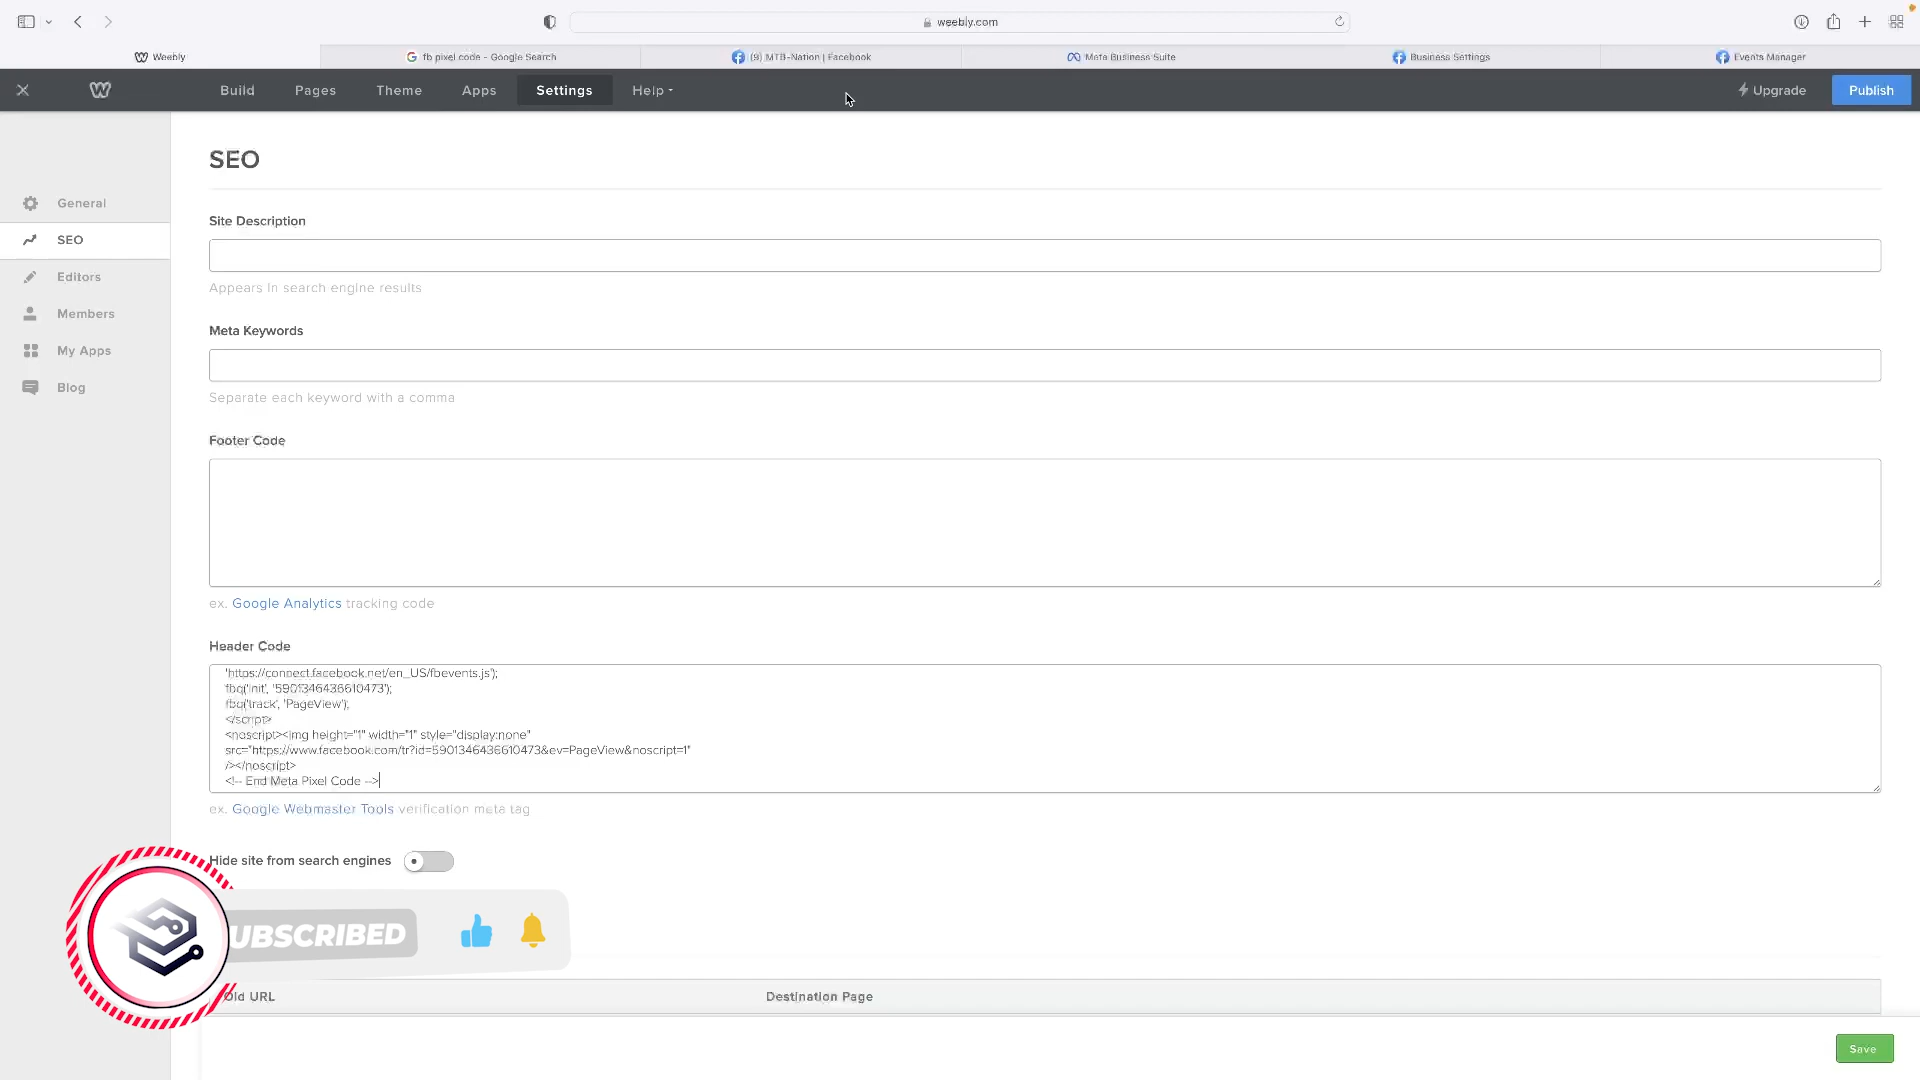 weebly.com
Weebly
fb pixel code - Google Search
(9) MTB-Nation | Facebook
Meta Business Suite
Business Settings
Events Manager
Build
Pages
Theme
Apps
Settings
Help
Upgrade
Publish
General
SEO
Editors
Members
My Apps
Blog
SEO
Site Description
Appears in search engine results
Meta Keywords
Separate each keyword with a comma
Footer Code
ex. Google Analytics tracking code
Header Code
'https://connect.facebook.net/en_US/fbevents.js');
fbq('init', '5901346436610473');
fbq('track', 'PageView');
</script>
<noscript><img height="1" width="1" style="display:none"
src="https://www.facebook.com/tr?id=5901346436610473&ev=PageView&noscript=1"
/></noscript>
<!-- End Meta Pixel Code -->
ex. Google Webmaster Tools verification meta tag
Hide site from search engines
UBSCRIBED
Old URL
Destination Page
Save